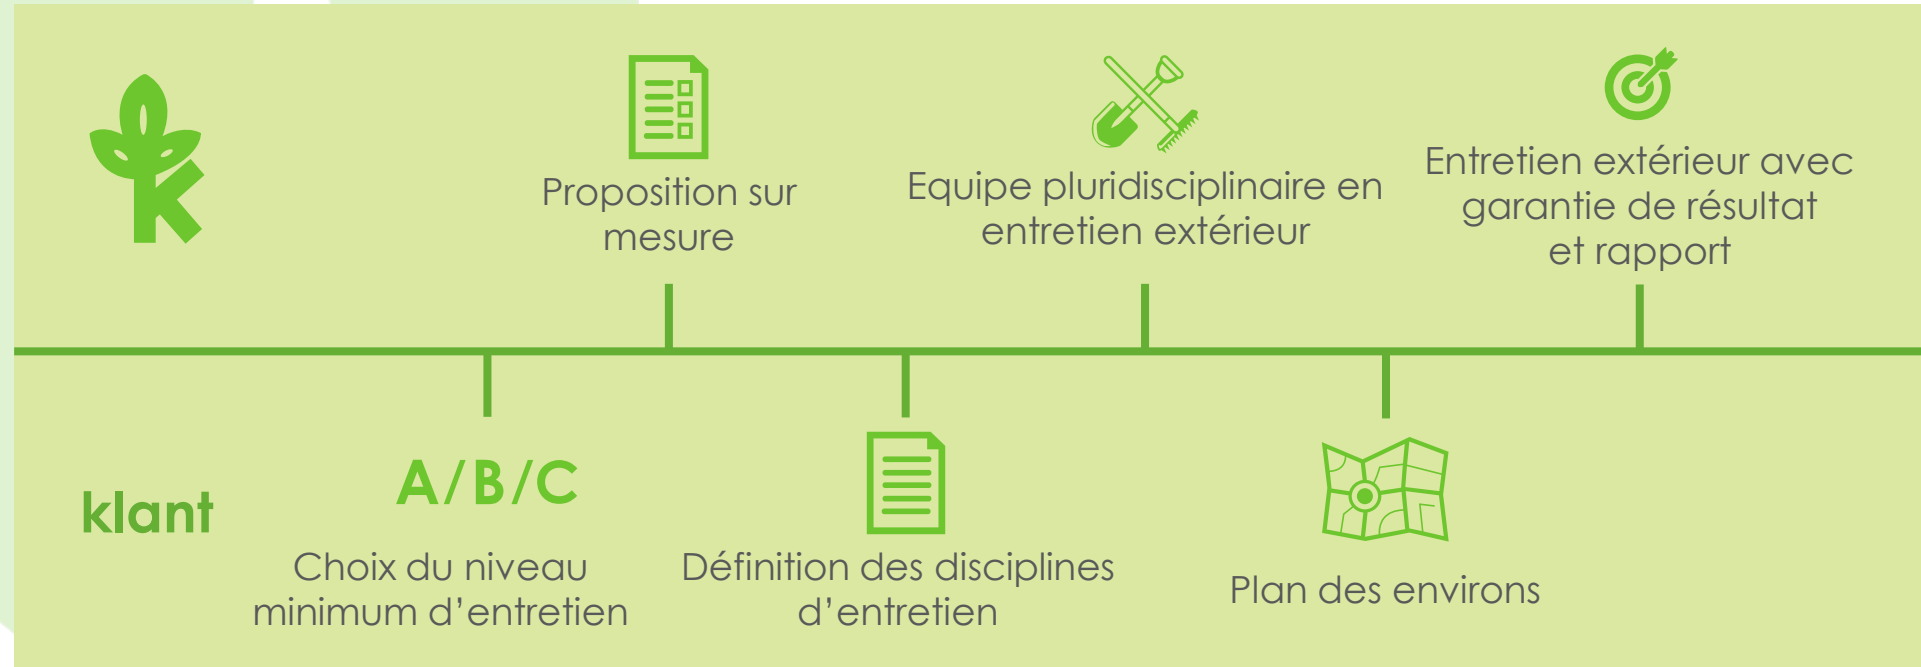 Proposition sur
mesure
Equipe pluridisciplinaire en
entretien extérieur
Entretien extérieur avec
garantie de résultat
et rapport
klant
A/B/C
Choix du niveau
minimum d’entretien
Définition des disciplines
d’entretien
Plan des environs